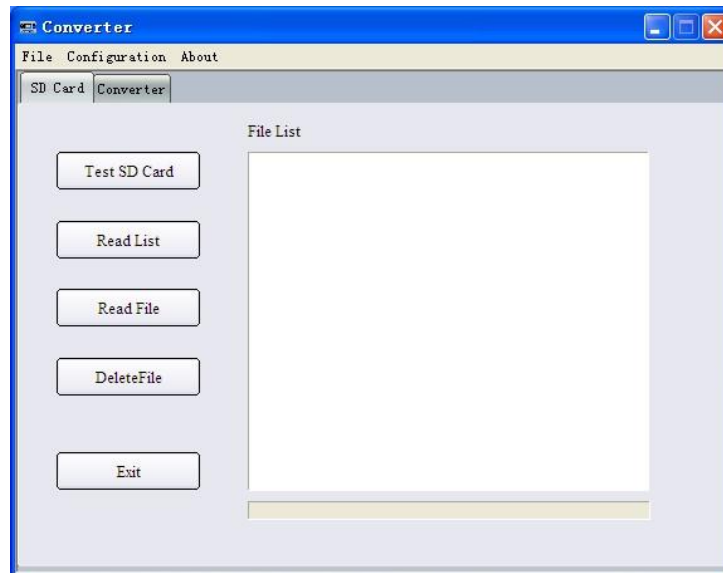 Converter
File Configuration About
SD Card Converter
File List
Test SD Card
Read List
Read File
DeleteFile
Exit